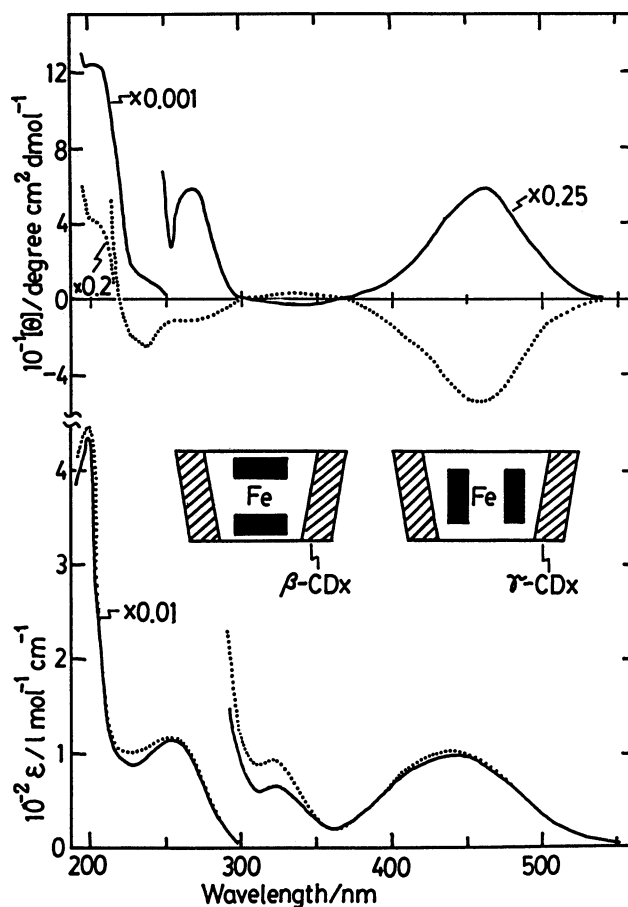 10⁻¹[θ]/degree cm² dmol⁻¹
12
8
4
0
-4
×0.001
×0.2
×0.25
10⁻² ε/l mol⁻¹ cm⁻¹
4
3
2
1
0
×0.01
Fe
β-CDx
Fe
γ-CDx
200
300
400
500
Wavelength/nm